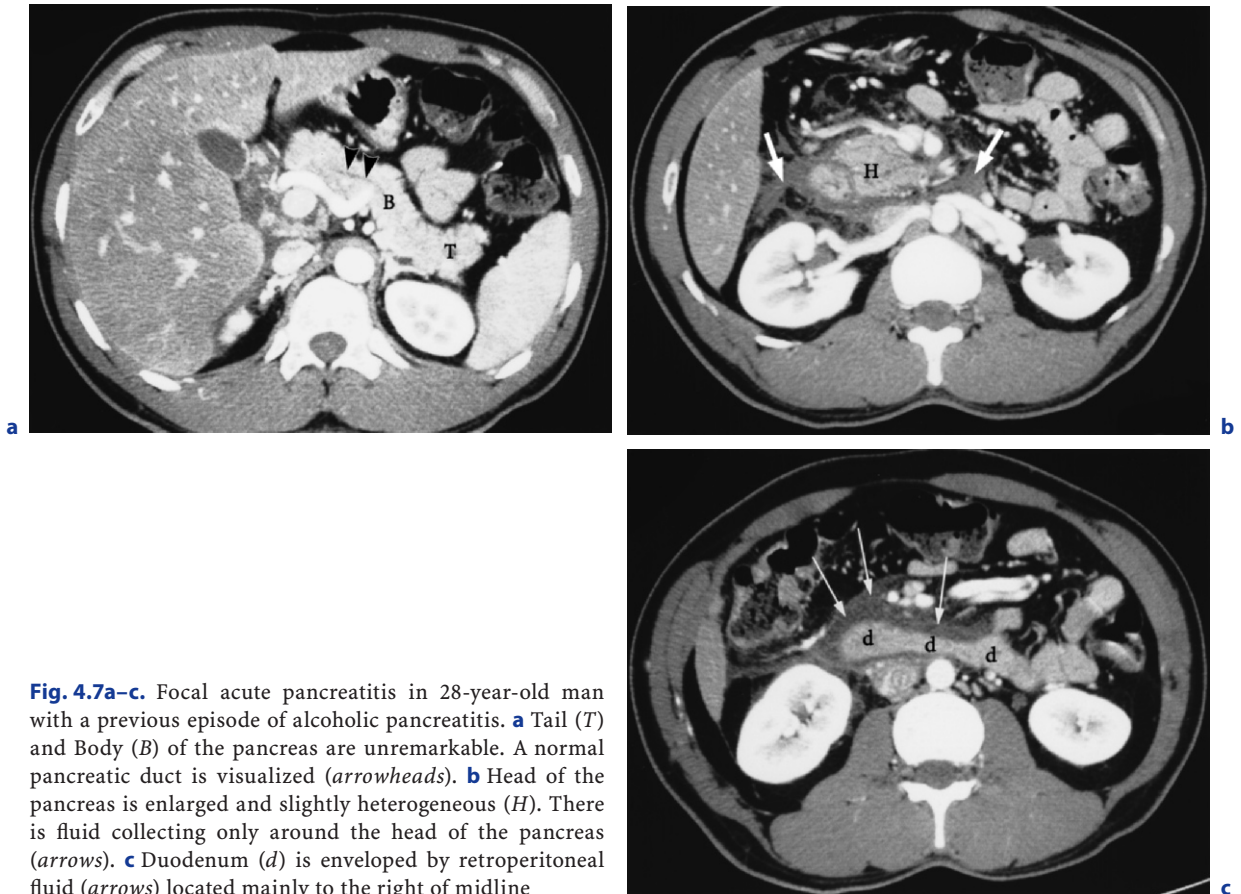 B
T
a
H
b
d d d
c
Fig. 4.7a–c. Focal acute pancreatitis in 28-year-old man
with a previous episode of alcoholic pancreatitis. a Tail (T)
and Body (B) of the pancreas are unremarkable. A normal
pancreatic duct is visualized (arrowheads). b Head of the
pancreas is enlarged and slightly heterogeneous (H). There
is fluid collecting only around the head of the pancreas
(arrows). c Duodenum (d) is enveloped by retroperitoneal
fluid (arrows) located mainly to the right of midline